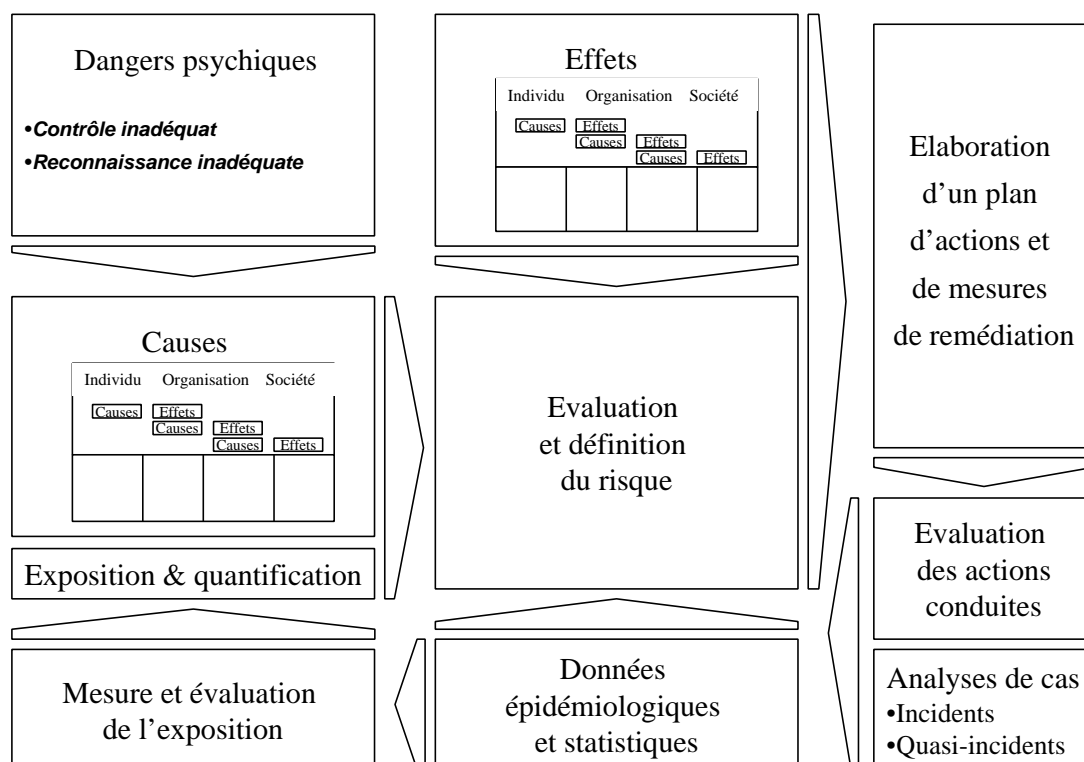 Dangers psychiques
•Contrôle inadéquat
•Reconnaissance inadéquate
Effets
Individu Organisation Société
Causes Effets
Causes Effets
Causes Effets
Elaboration
d’un plan
d’actions et
de mesures
de remédiation
Causes
Individu Organisation Société
Causes Effets
Causes Effets
Causes Effets
Exposition & quantification
Evaluation
et définition
du risque
Evaluation
des actions
conduites
Mesure et évaluation
de l’exposition
Données
épidémiologiques
et statistiques
Analyses de cas
•Incidents
•Quasi-incidents